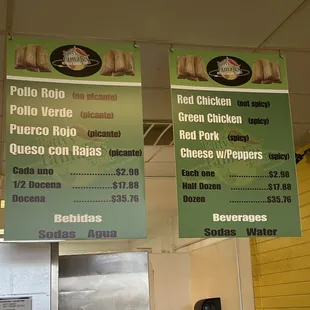 Pollo Rojo (no picante)
Pollo Verde (picante)
Puerco Rojo (picante)
Queso con Rajas (picante)
Cada uno ..................$2.98
1/2 Docena ...............$17.88
Docena ..................$35.76
Bebidas
Sodas Agua
Red Chicken (not spicy)
Green Chicken (spicy)
Red Pork (spicy)
Cheese w/Peppers (spicy)
Each one ..................$2.98
Half Dozen ...............$17.88
Dozen ..................$35.76
Beverages
Sodas Water